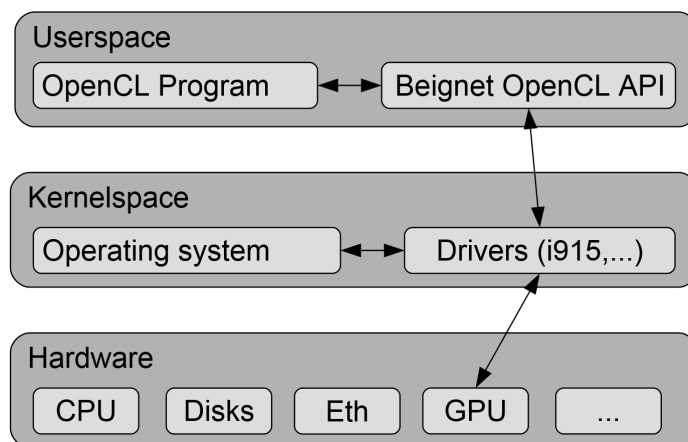 Userspace
OpenCL Program
Beignet OpenCL API
Kernelspace
Operating system
Drivers (i915,...)
Hardware
CPU
Disks
Eth
GPU
...